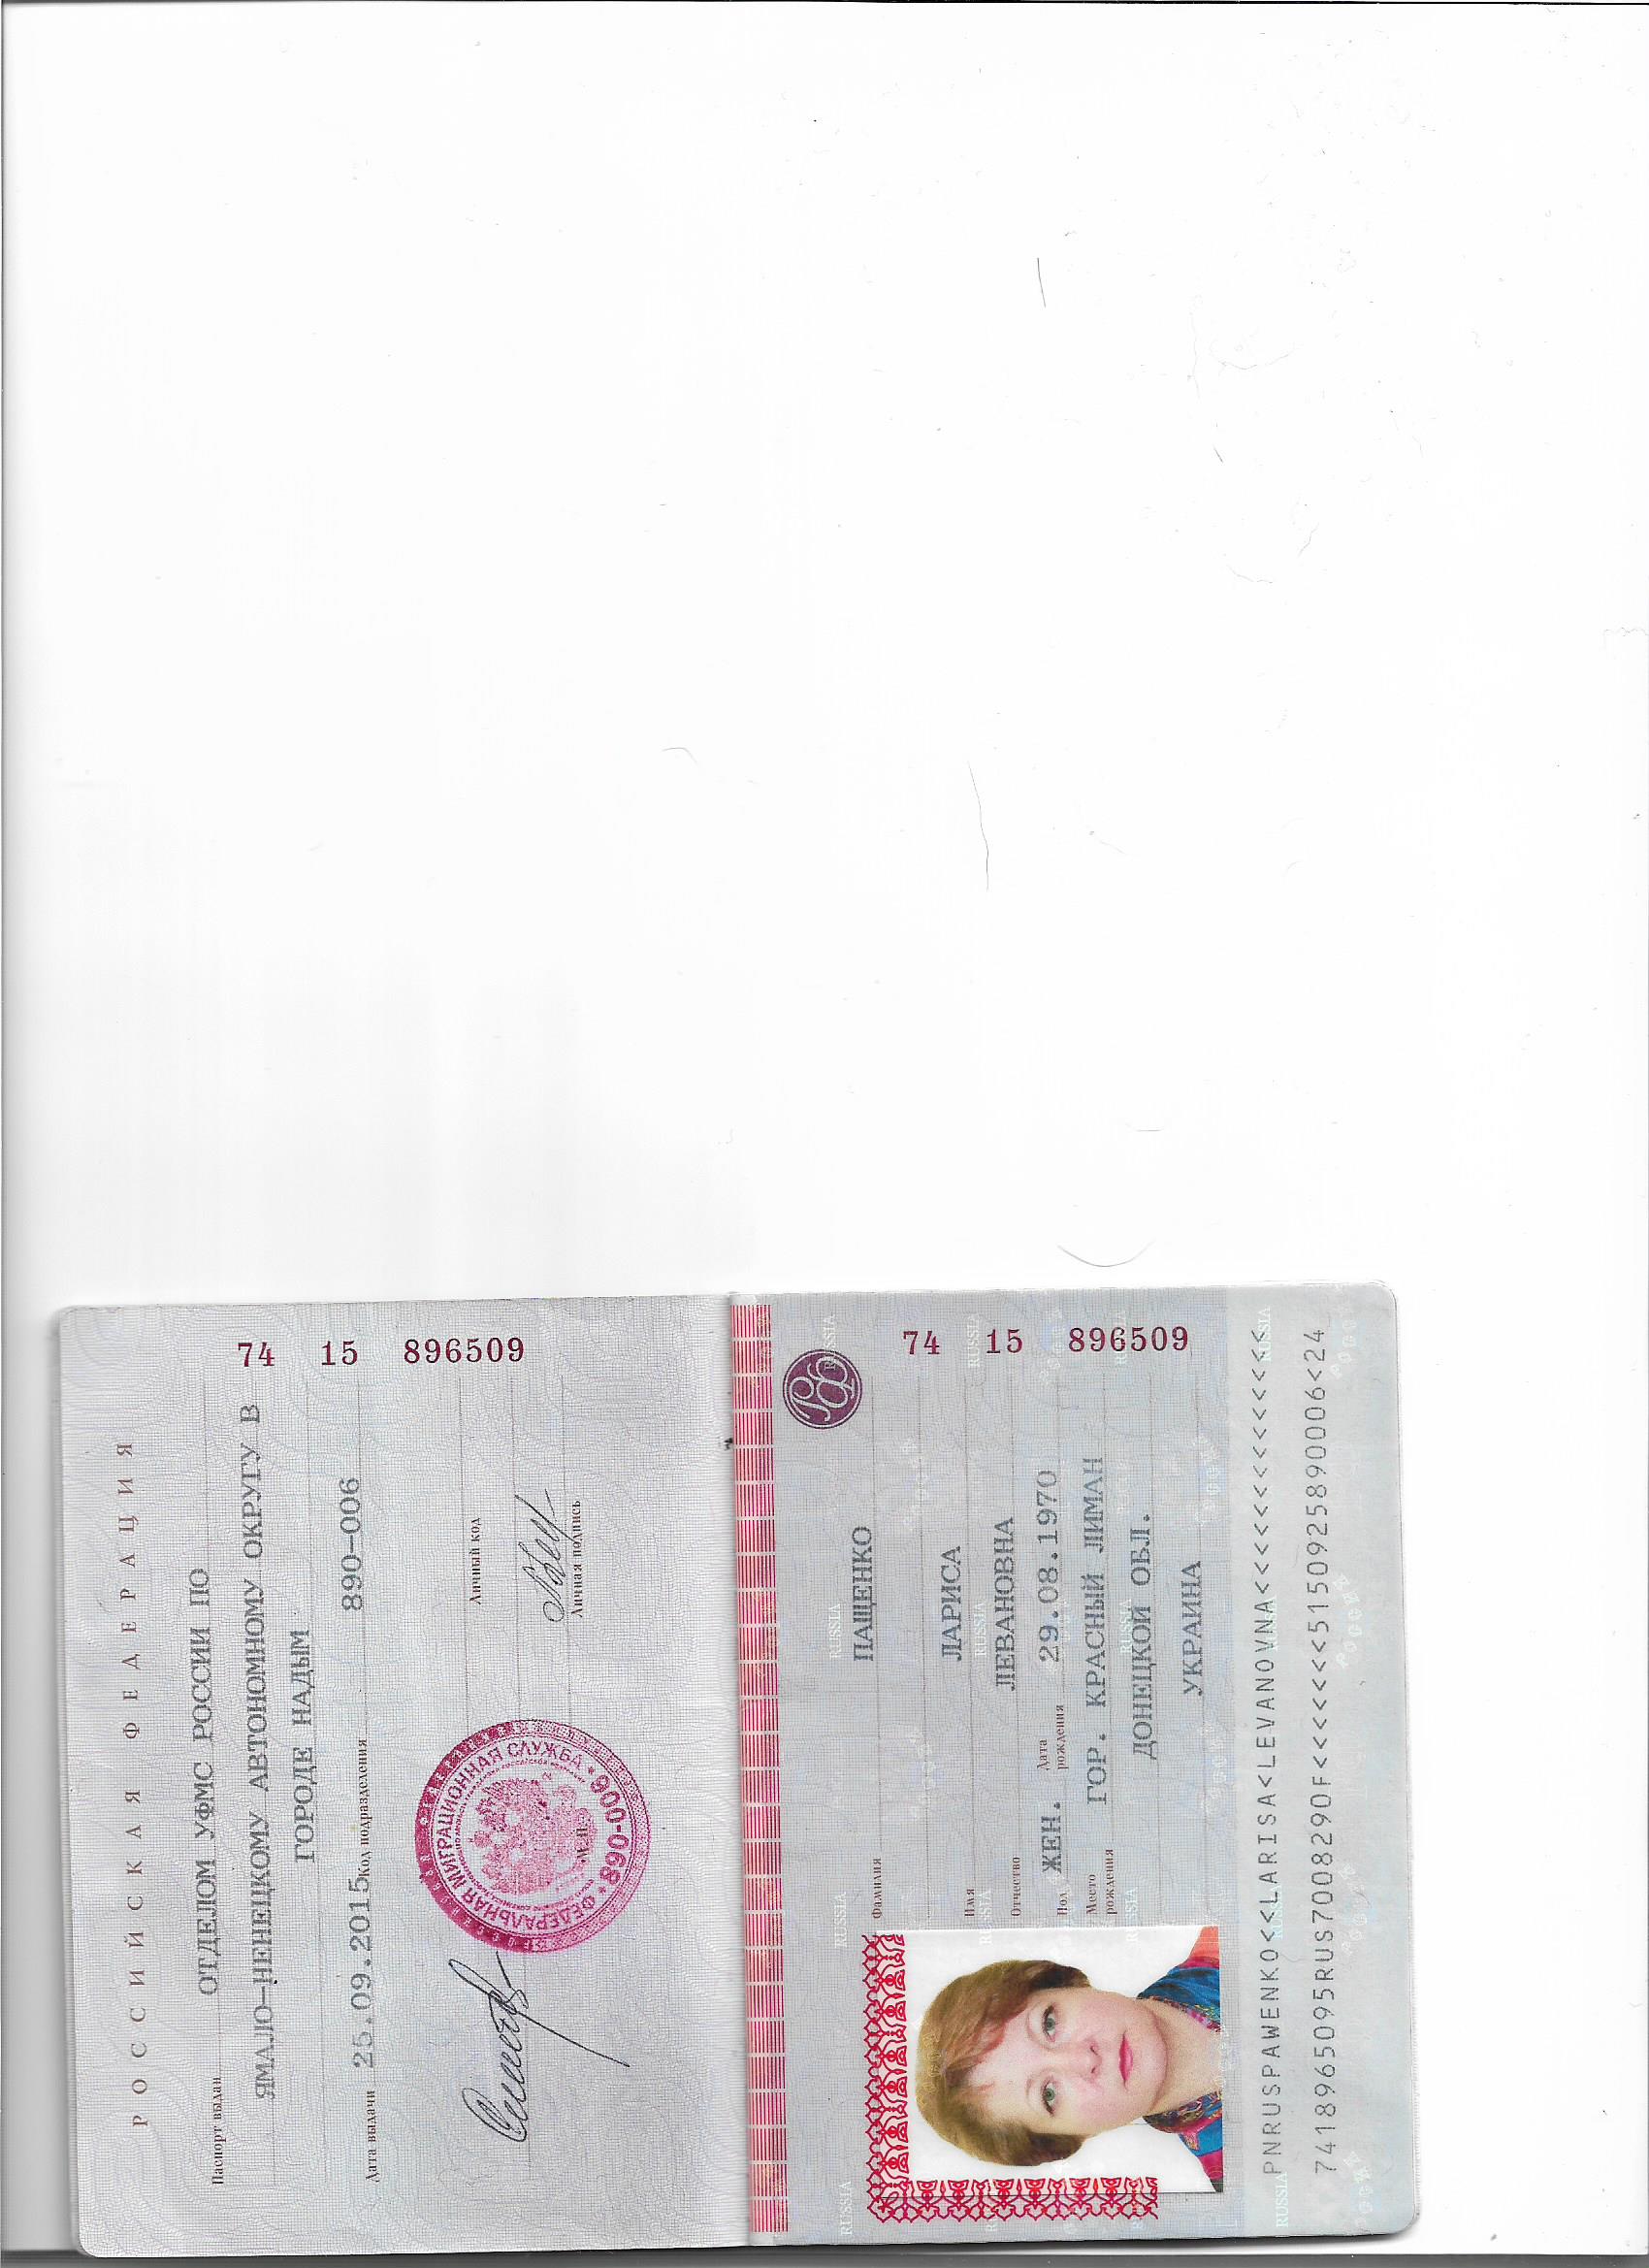 РОССИЙСКАЯ ФЕДЕРАЦИЯ
Паспорт выдан ОТДЕЛОМ УФМС РОССИИ ПО
ЯМАЛО-НЕНЕЦКОМУ АВТОНОМНОМУ ОКРУГУ В
ГОРОДЕ НАДЫМ
Дата выдачи 25.09.2015 Код подразделения 890-006
74 15 896509
ФЕДЕРАЛЬНАЯ МИГРАЦИОННАЯ СЛУЖБА
М.П.
890-006
Личный код
Личная подпись
РФ
Фамилия ПАЩЕНКО
Имя ЛАРИСА
Отчество ЛЕВАНОВНА
Пол ЖЕН. Дата рождения 29.08.1970
Место рождения ГОР. КРАСНЫЙ ЛИМАН
ДОНЕЦКОЙ ОБЛ.
УКРАИНА
74 15 896509
PNRUSPAWENKO<<LARISA<LEVANOVNA<<<<<<<<<<<<<<
7418965095RUS7008290F<<<<<<<5150925890006<24